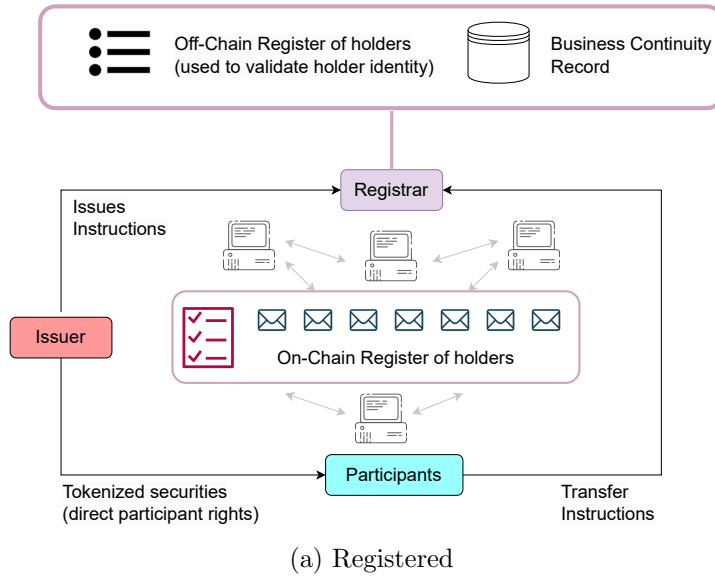 Off-Chain Register of holders
(used to validate holder identity)
Business Continuity
Record
Registrar
Issues
Instructions
Issuer
On-Chain Register of holders
Participants
Tokenized securities
(direct participant rights)
Transfer
Instructions
(a) Registered